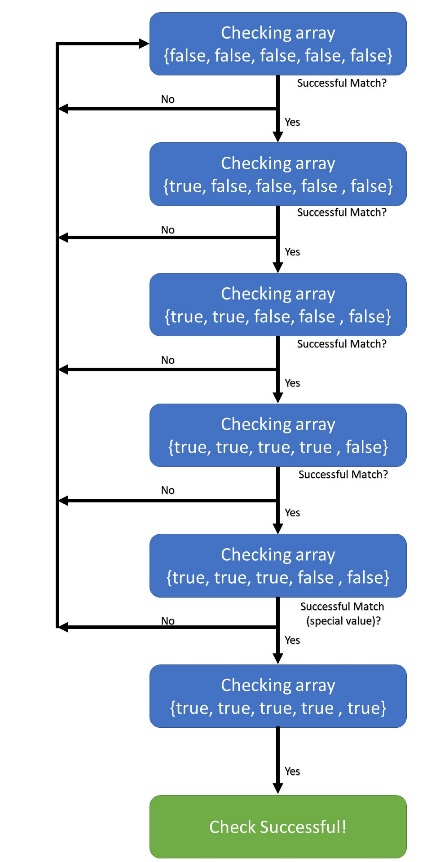 Checking array
{false, false, false, false, false}
Successful Match?
No
Yes
Checking array
{true, false, false, false , false}
Successful Match?
No
Yes
Checking array
{true, true, false, false , false}
Successful Match?
No
Yes
Checking array
{true, true, true, true , false}
Successful Match?
No
Yes
Checking array
{true, true, true, false , false}
Successful Match
(special value)?
No
Yes
Checking array
{true, true, true, true , true}
Yes
Check Successful!